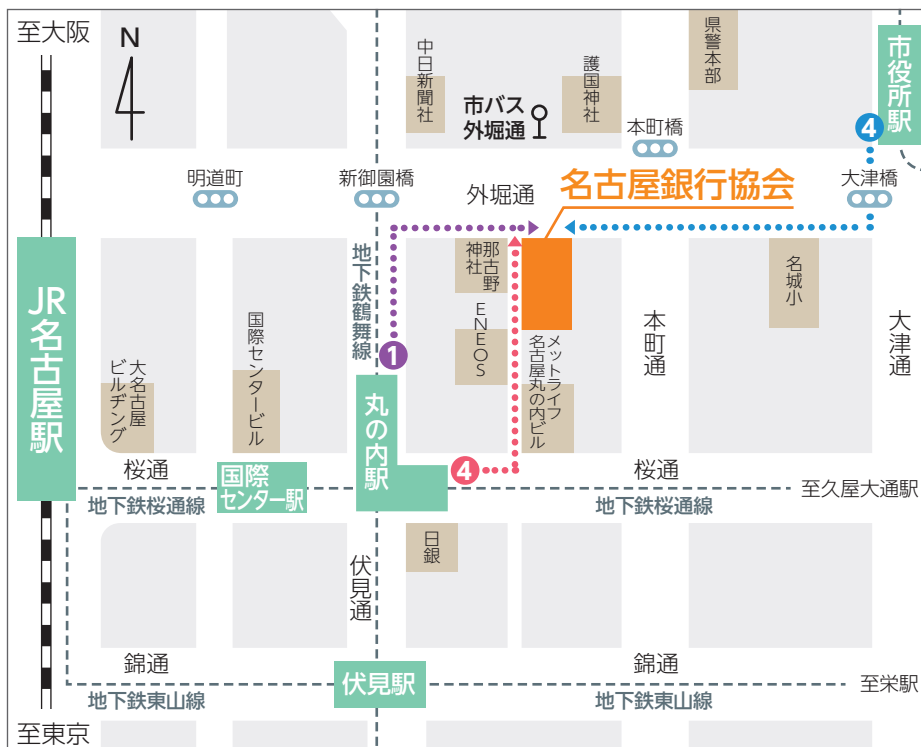 至大阪
N
中日新聞社
市バス
外堀通
護国神社
県警本部
市役所駅
4
本町橋
明道町
新御園橋
外堀通
名古屋銀行協会
大津橋
JR名古屋駅
地下鉄鶴舞線
那古野
神社
ENEOS
メットライフ
名古屋丸の内ビル
本町通
名城小
大津通
1
大名古屋
ビルヂング
国際センタービル
丸の内駅
4
桜通
国際
センター駅
桜通
至久屋大通駅
地下鉄桜通線
地下鉄桜通線
日銀
伏見通
錦通
伏見駅
錦通
至栄駅
地下鉄東山線
地下鉄東山線
至東京